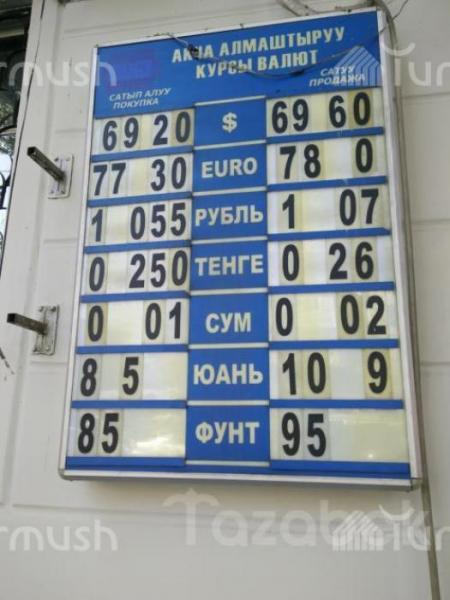 АКЧА АЛМАШТЫРУУ
КУРСЫ ВАЛЮТ
САТЫП АЛУУ САТУУ
ПОКУПКА ПРОДАЖА
69 20 $ 69 60
77 30 EURO 78 0
1 055 РУБЛЬ 1 07
0 250 ТЕНГЕ 0 26
0 01 СУМ 0 02
8 5 ЮАНЬ 10 9
85 ФУНТ 95
Tazabek
Turmush